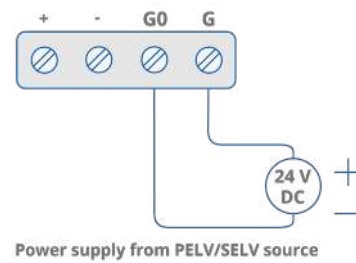 + - G0 G
24 V
DC
+
-
Power supply from PELV/SELV source